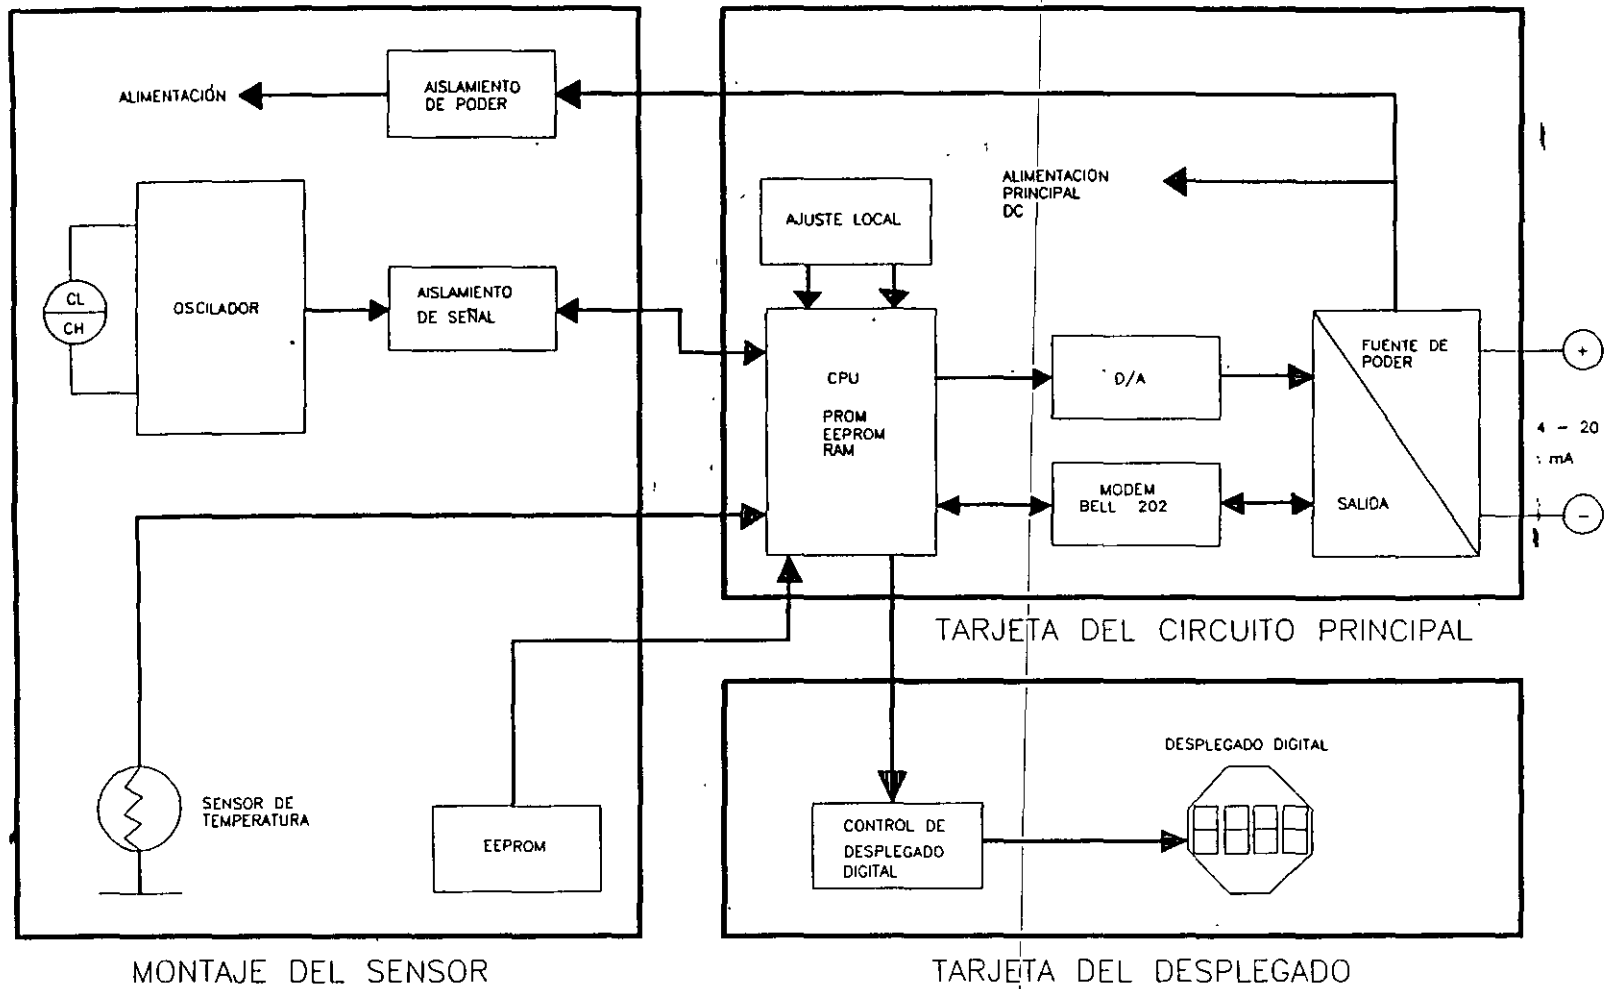 ALIMENTACIÓN
AISLAMIENTO
DE PODER
CL
CH
OSCILADOR
AISLAMIENTO
DE SEÑAL
SENSOR DE
TEMPERATURA
EEPROM
MONTAJE DEL SENSOR
ALIMENTACION
PRINCIPAL
DC
AJUSTE LOCAL
CPU
PROM
EEPROM
RAM
D/A
MODEM
BELL 202
FUENTE DE
PODER
SALIDA
+
4 - 20
mA
-
TARJETA DEL CIRCUITO PRINCIPAL
DESPLEGADO DIGITAL
CONTROL DE
DESPLEGADO
DIGITAL
TARJETA DEL DESPLEGADO